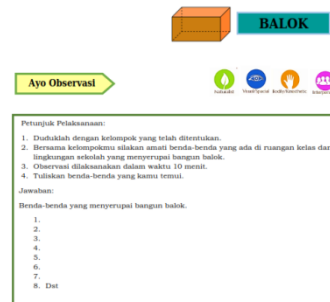 BALOK
Ayo Observasi
Naturalist
Visual-Spasial
Petunjuk Pelaksanaan:
1. Duduklah dengan kelompok yang telah ditentukan.
2. Bersama kelompokmu silakan amati benda-benda yang ada di ruangan kelas dan
lingkungan sekolah yang menyerupai bangun balok.
3. Observasi dilaksanakan dalam waktu 10 menit.
4. Tuliskan benda-benda yang kamu temui.
Jawaban:
Benda-benda yang menyerupai bangun balok.
1.
2.
3.
4.
5.
6.
7.
8. Dst